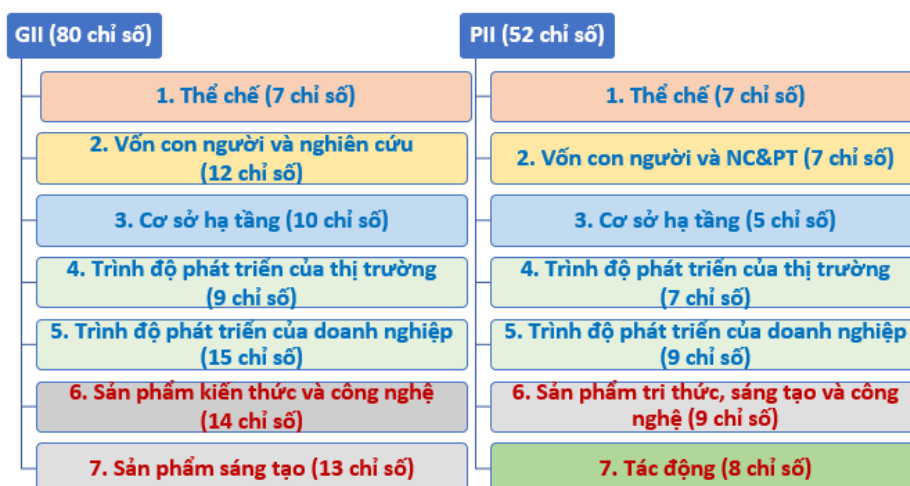 GII (80 chỉ số)
1. Thể chế (7 chỉ số)
2. Vốn con người và nghiên cứu
(12 chỉ số)
3. Cơ sở hạ tầng (10 chỉ số)
4. Trình độ phát triển của thị trường
(9 chỉ số)
5. Trình độ phát triển của doanh nghiệp
(15 chỉ số)
6. Sản phẩm kiến thức và công nghệ
(14 chỉ số)
7. Sản phẩm sáng tạo (13 chỉ số)
PII (52 chỉ số)
1. Thể chế (7 chỉ số)
2. Vốn con người và NC&PT (7 chỉ số)
3. Cơ sở hạ tầng (5 chỉ số)
4. Trình độ phát triển của thị trường
(7 chỉ số)
5. Trình độ phát triển của doanh nghiệp
(9 chỉ số)
6. Sản phẩm tri thức, sáng tạo và công
nghệ (9 chỉ số)
7. Tác động (8 chỉ số)